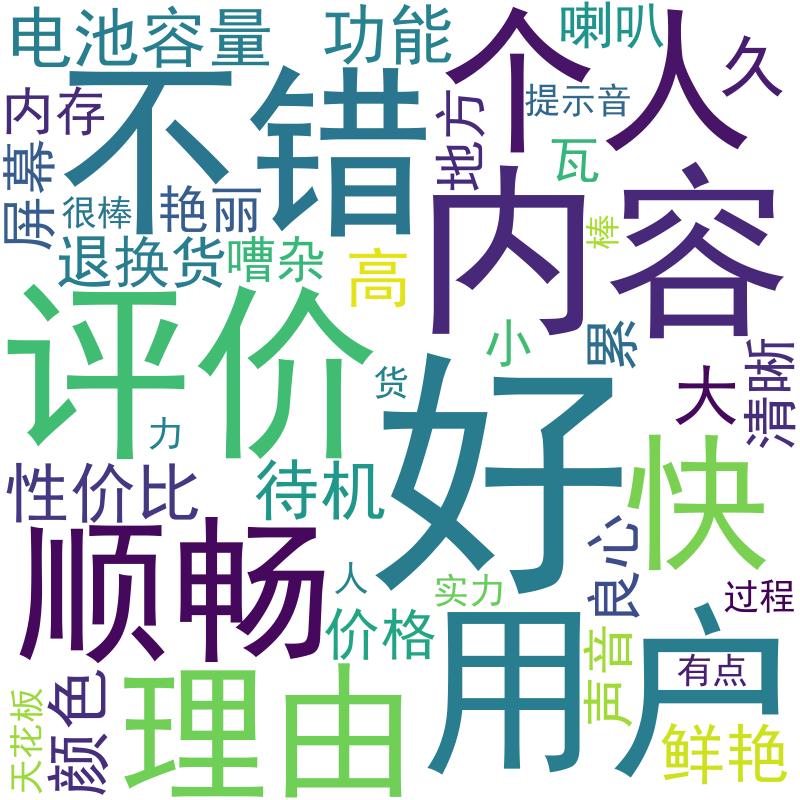 电池容量
功能
喇叭
个人
久
不错
内存
地方
提示音
瓦
屏幕
很棒
艳丽
内容
棒
退换货
嘈杂
高
评价
小
累
清晰
货
大
好
力
快
性价比
待机
顺畅
良心
人
实力
过程
价格
用户
声音
有点
理由
颜色
天花板
鲜艳